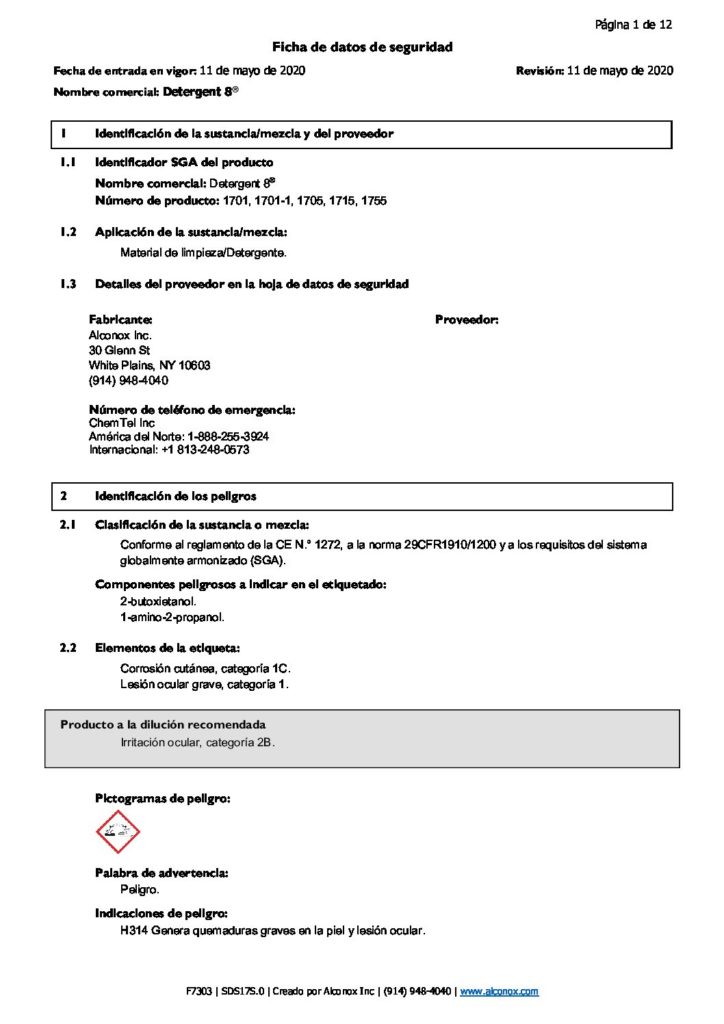 Página 1 de 12
Ficha de datos de seguridad
Fecha de entrada en vigor: 11 de mayo de 2020 Revisión: 11 de mayo de 2020
Nombre comercial: Detergent 8®
1 Identificación de la sustancia/mezcla y del proveedor
1.1 Identificador SGA del producto
Nombre comercial: Detergent 8®
Número de producto: 1701, 1701-1, 1705, 1715, 1755
1.2 Aplicación de la sustancia/mezcla:
Material de limpieza/Detergente.
1.3 Detalles del proveedor en la hoja de datos de seguridad
Fabricante: Proveedor:
Alconox Inc.
30 Glenn St
White Plains, NY 10603
(914) 948-4040
Número de teléfono de emergencia:
ChemTel Inc
América del Norte: 1-888-255-3924
Internacional: +1 813-248-0573
2 Identificación de los peligros
2.1 Clasificación de la sustancia o mezcla:
Conforme al reglamento de la CE N.° 1272, a la norma 29CFR1910/1200 y a los requisitos del sistema
globalmente armonizado (SGA).
Componentes peligrosos a indicar en el etiquetado:
2-butoxietanol.
1-amino-2-propanol.
2.2 Elementos de la etiqueta:
Corrosión cutánea, categoría 1C.
Lesión ocular grave, categoría 1.
Producto a la dilución recomendada
Irritación ocular, categoría 2B.
Pictogramas de peligro:
Palabra de advertencia:
Peligro.
Indicaciones de peligro:
H314 Genera quemaduras graves en la piel y lesión ocular.
F7303 | SDS17S.0 | Creado por Alconox Inc | (914) 948-4040 | www.alconox.com